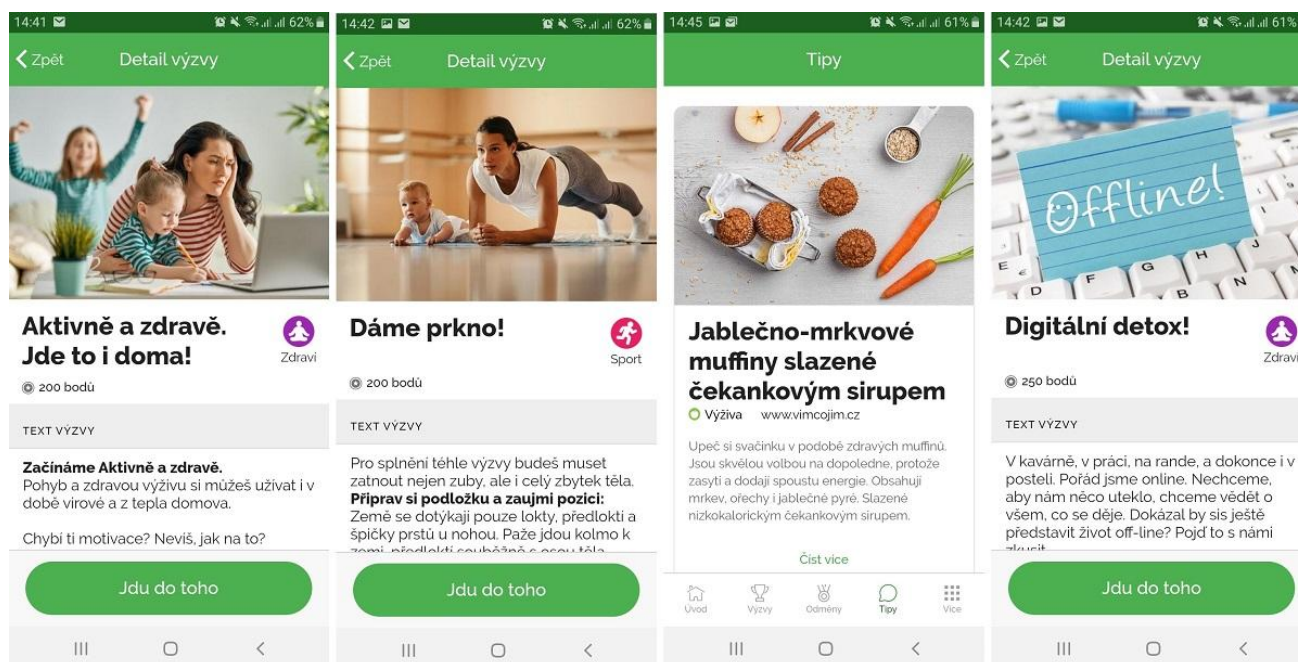 14:41
62%
Zpět
Detail výzvy
Aktivně a zdravě.
Jde to i doma!
Zdraví
200 bodů
TEXT VÝZVY
Začínáme Aktivně a zdravě.
Pohyb a zdravou výživu si můžeš užívat i v
době virové a z tepla domova.
Chybí ti motivace? Nevíš, jak na to?
Jdu do toho
14:42
62%
Zpět
Detail výzvy
Dáme prkno!
Sport
200 bodů
TEXT VÝZVY
Pro splnění téhle výzvy budeš muset
zatnout nejen zuby, ale i celý zbytek těla.
Připrav si podložku a zaujmi pozici:
Země se dotýkají pouze lokty, předloktí a
špičky prstů u nohou. Paže jdou kolmo k
zemi, předloktí souběžně s osou těla
Jdu do toho
14:45
61%
Tipy
Jablečno-mrkvové
muffiny slazené
čekankovým sirupem
Výživa www.vimcojim.cz
Upeč si svačinku v podobě zdravých muffinů.
Jsou skvělou volbou na dopoledne, protože
zasytí a dodají spoustu energie. Obsahují
mrkev, ořechy i jablečné pyré. Slazené
nízkokalorickým čekankovým sirupem.
Číst více
Úvod
Výzvy
Odměny
Tipy
Více
14:42
61%
Zpět
Detail výzvy
Offline!
E
D
F
G
H
J
B
N
Digitální detox!
Zdraví
250 bodů
TEXT VÝZVY
V kavárně, v práci, na rande, a dokonce i v
posteli. Pořád jsme online. Nechceme,
aby nám něco uteklo, chceme vědět o
všem, co se děje. Dokázal by sis ještě
představit život off-line? Pojď to s námi
zkusit
Jdu do toho